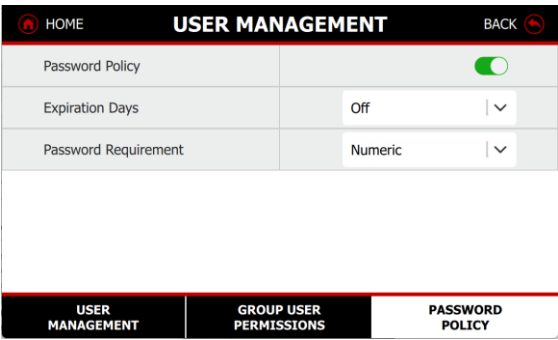 HOME USER MANAGEMENT BACK
Password Policy
Expiration Days Off
Password Requirement Numeric
USER MANAGEMENT
GROUP USER PERMISSIONS
PASSWORD POLICY